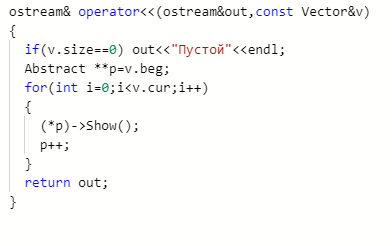 ostream& operator<<(ostream&out,const Vector&v)
{
if(v.size==0) out<<"Пустой"<<endl;
Abstract **p=v.beg;
for(int i=0;i<v.cur;i++)
{
(*p)->Show();
p++;
}
return out;
}